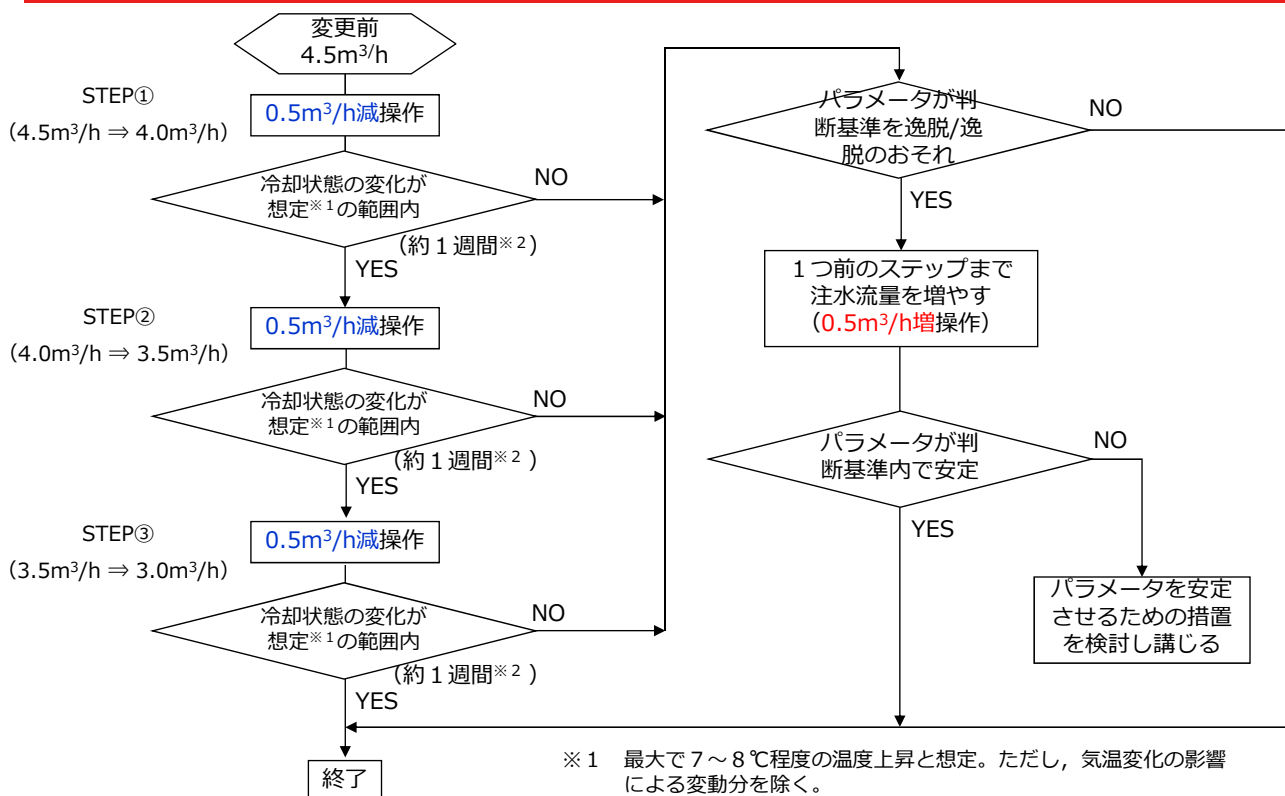 変更前
4.5m³/h
STEP①
(4.5m³/h ⇒ 4.0m³/h)
0.5m³/h減操作
冷却状態の変化が
想定※1の範囲内
NO
(約1週間※2)
YES
STEP②
(4.0m³/h ⇒ 3.5m³/h)
0.5m³/h減操作
冷却状態の変化が
想定※1の範囲内
NO
(約1週間※2)
YES
STEP③
(3.5m³/h ⇒ 3.0m³/h)
0.5m³/h減操作
冷却状態の変化が
想定※1の範囲内
NO
(約1週間※2)
YES
終了
パラメータが判
断基準を逸脱/逸
脱のおそれ
NO
YES
1つ前のステップまで
注水流量を増やす
(0.5m³/h増操作)
パラメータが判
断基準内で安定
NO
YES
パラメータを安定
させるための措置
を検討し講じる
※1 最大で7~8℃程度の温度上昇と想定。ただし,気温変化の影響
による変動分を除く。